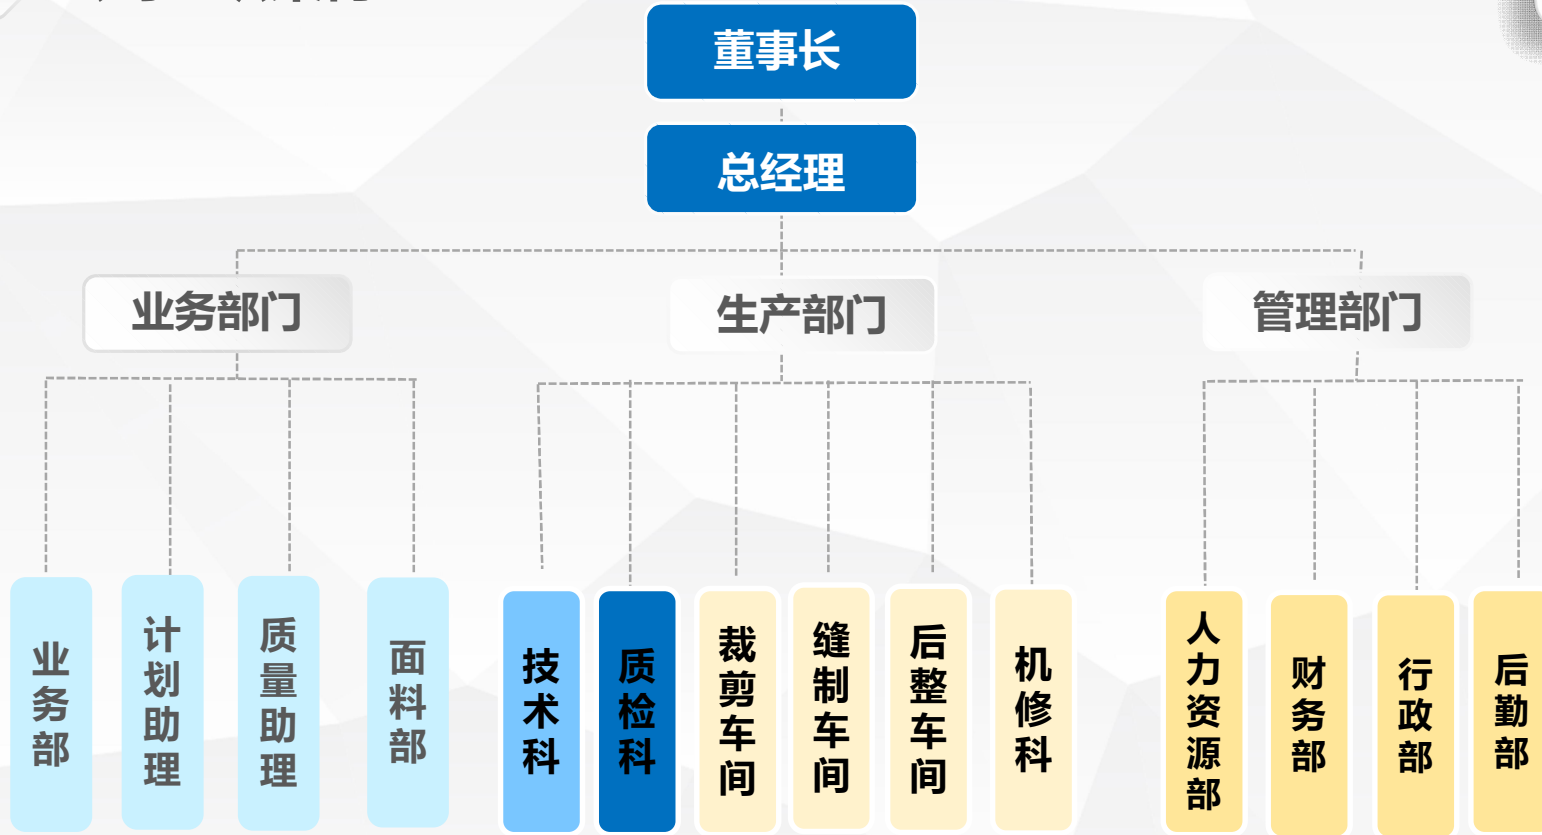 董事长
总经理
业务部门
生产部门
管理部门
业务部
计划助理
质量助理
面料部
技术科
质检科
裁剪车间
缝制车间
后整车间
机修科
人力资源部
财务部
行政部
后勤部